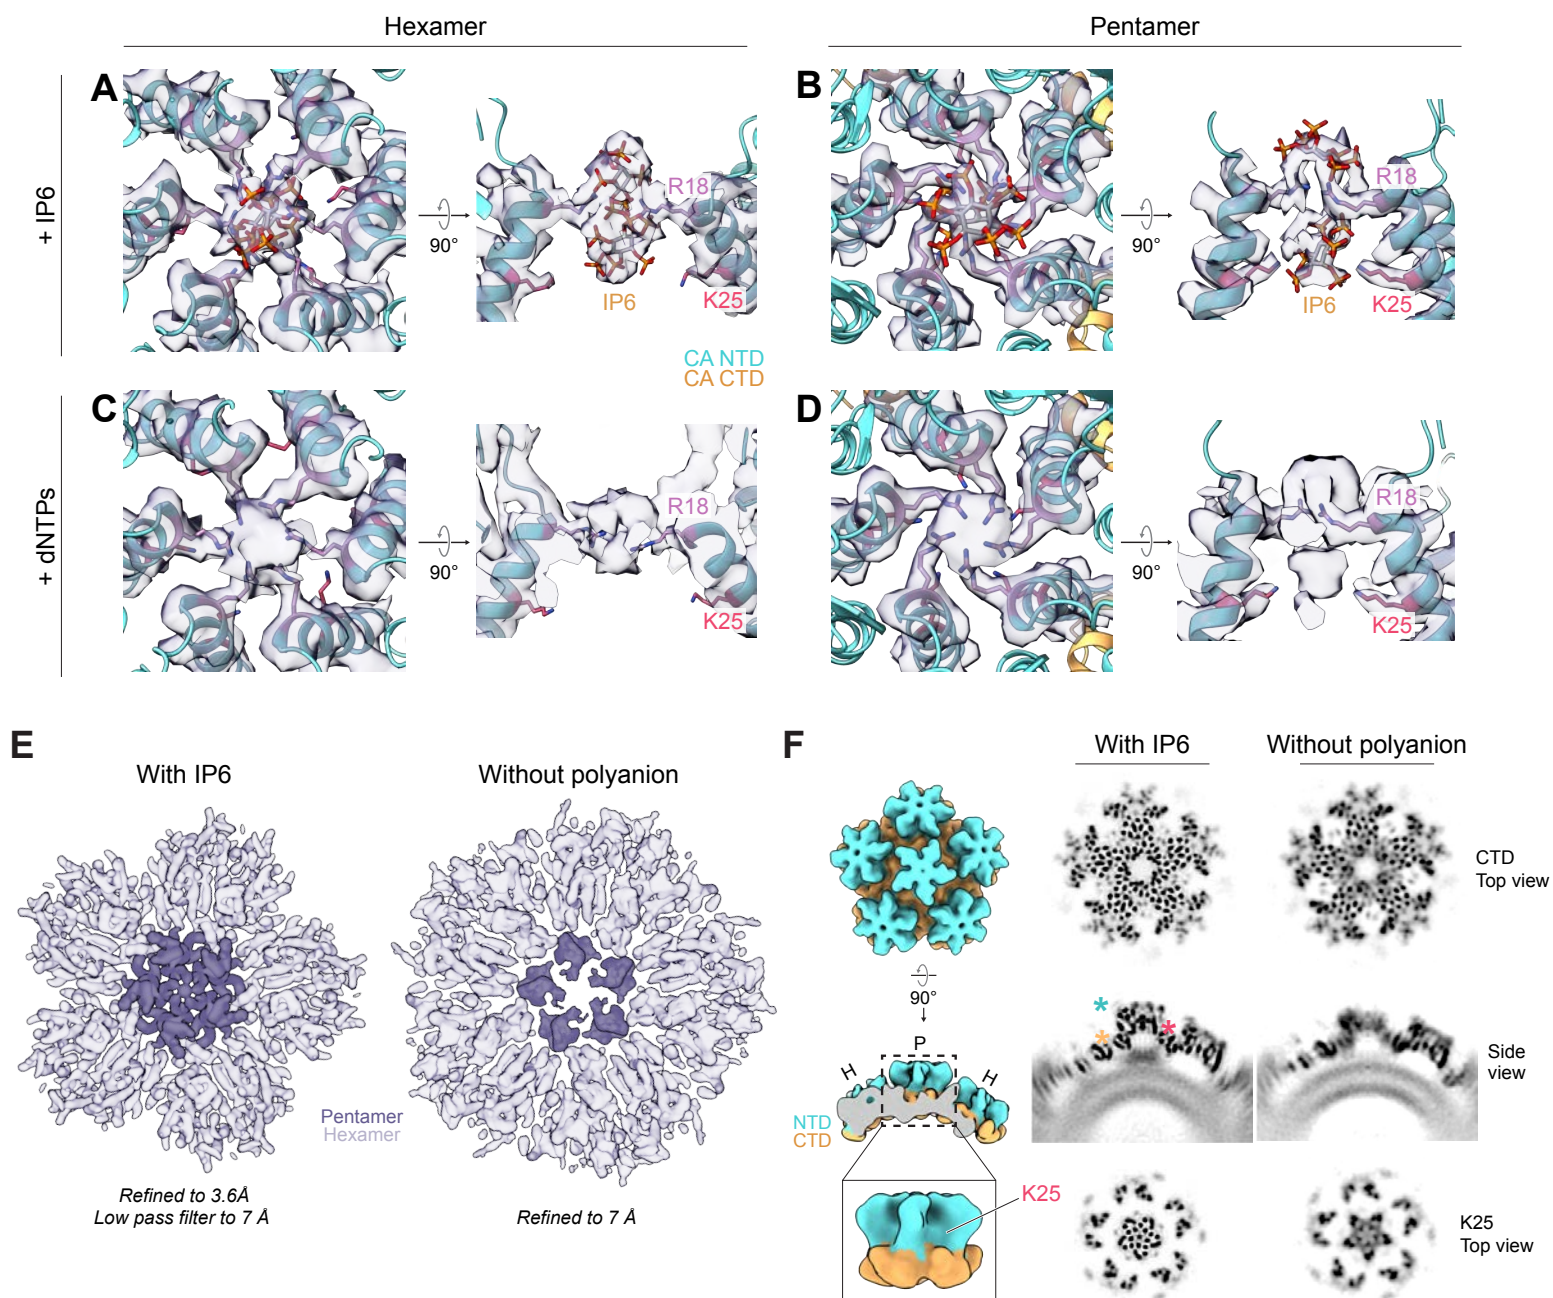 Hexamer
Pentamer
+ IP6
A
90°
R18
IP6
K25
B
90°
R18
IP6
K25
CA NTD
CA CTD
+ dNTPs
C
90°
R18
K25
D
90°
R18
K25
E
With IP6
Without polyanion
Pentamer
Hexamer
Refined to 3.6Å
Low pass filter to 7 Å
Refined to 7 Å
F
With IP6
Without polyanion
CTD
Top view
90°
P
H
H
NTD
CTD
*
*
*
Side
view
K25
K25
Top view